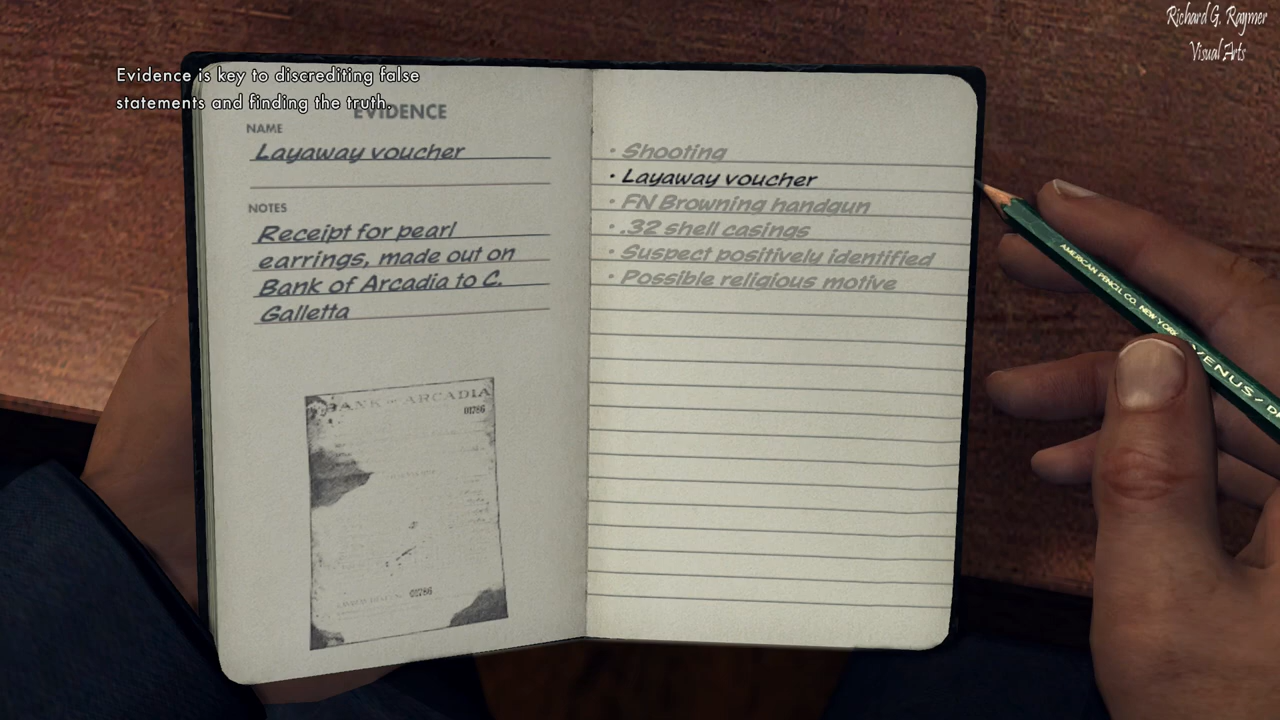 Richard G. Raymer
Visual Arts
Evidence is key to discrediting false
statements and finding the truth.
EVIDENCE
NAME
Layaway voucher
NOTES
Receipt for pearl
earrings, made out on
Bank of Arcadia to C.
Galletta
BANK OF ARCADIA
01786
01786
• Shooting
• Layaway voucher
• FN Browning handgun
• .32 shell casings
• Suspect positively identified
• Possible religious motive
AMERICAN PENCIL CO. NEW YORK
VENUS / D